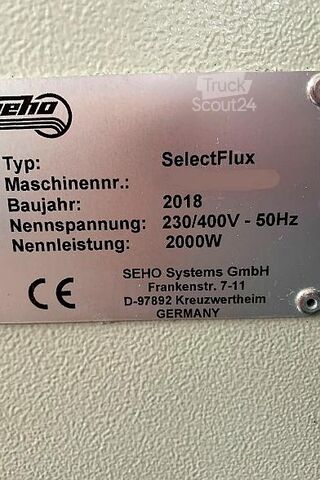 Truck
Scout24
seho
Typ: SelectFlux
Maschinennr.:
Baujahr: 2018
Nennspannung: 230/400V - 50Hz
Nennleistung: 2000W
SEHO Systems GmbH
Frankenstr. 7-11
D-97892 Kreuzwertheim
GERMANY
CE